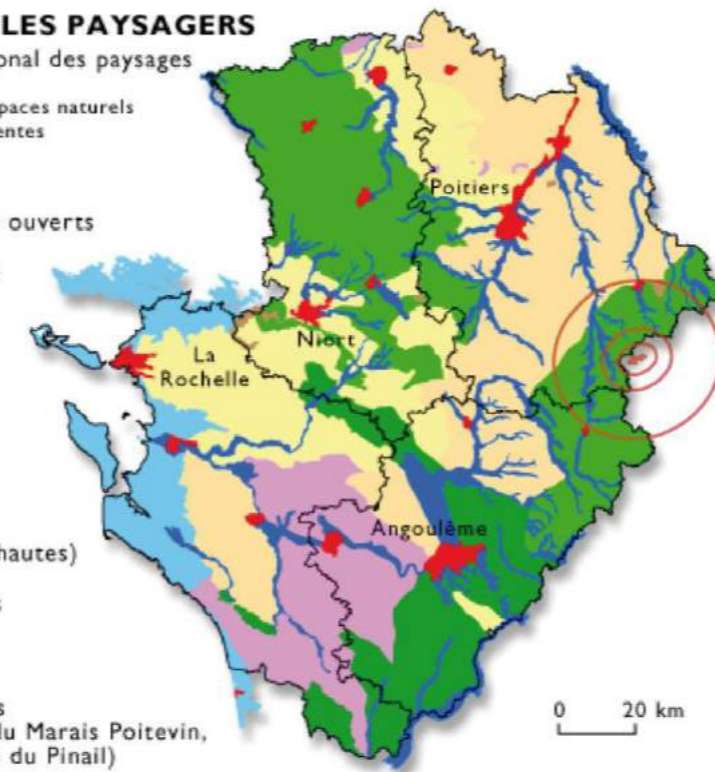 LES PAYSAGERS
onal des paysages
paces naturels
entes
ouverts
Poitiers
Niort
La
Rochelle
Angoulême
hautes)
s
s
du Marais Poitevin,
s du Pinail)
0 20 km